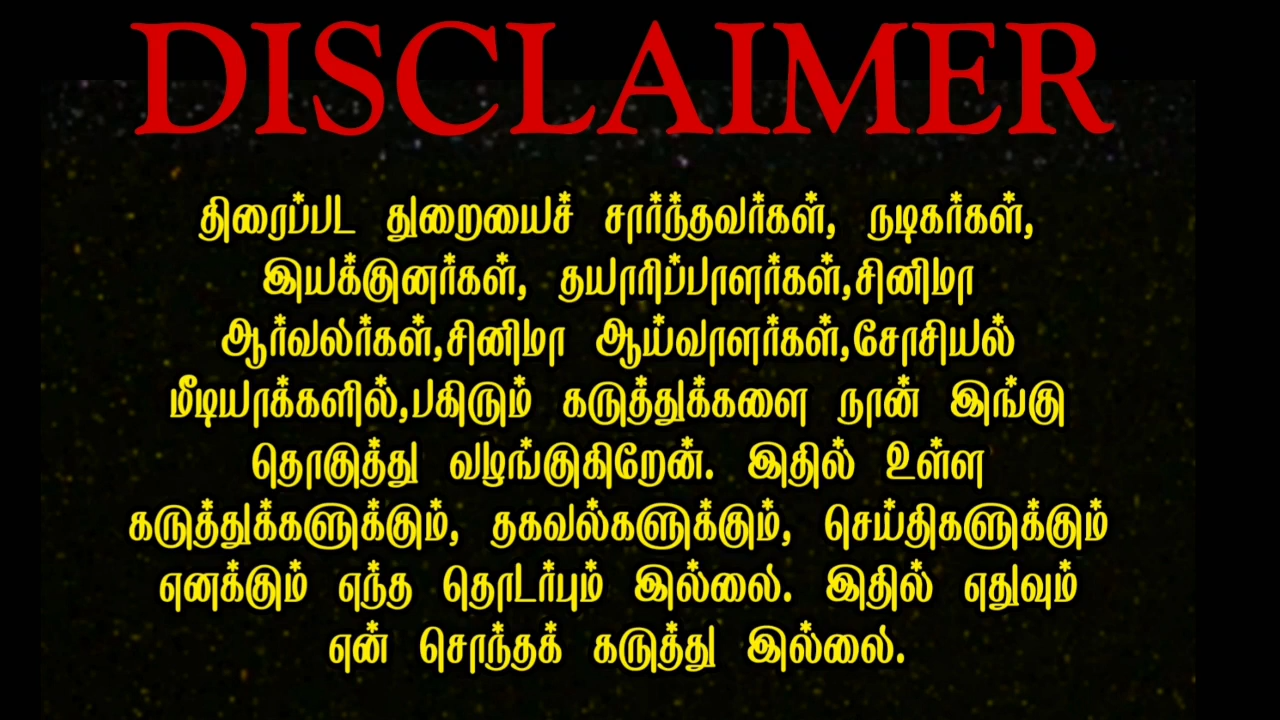 DISCLAIMER
திரைப்பட துறையைச் சார்ந்தவர்கள், நடிகர்கள்,
இயக்குனர்கள், தயாரிப்பாளர்கள்,சினிமா
ஆர்வலர்கள்,சினிமா ஆய்வாளர்கள்,சோசியல்
மீடியாக்களில்,பகிரும் கருத்துக்களை நான் இங்கு
தொகுத்து வழங்குகிறேன். இதில் உள்ள
கருத்துக்களுக்கும், தகவல்களுக்கும், செய்திகளுக்கும்
எனக்கும் எந்த தொடர்பும் இல்லை. இதில் எதுவும்
என் சொந்தக் கருத்து இல்லை.